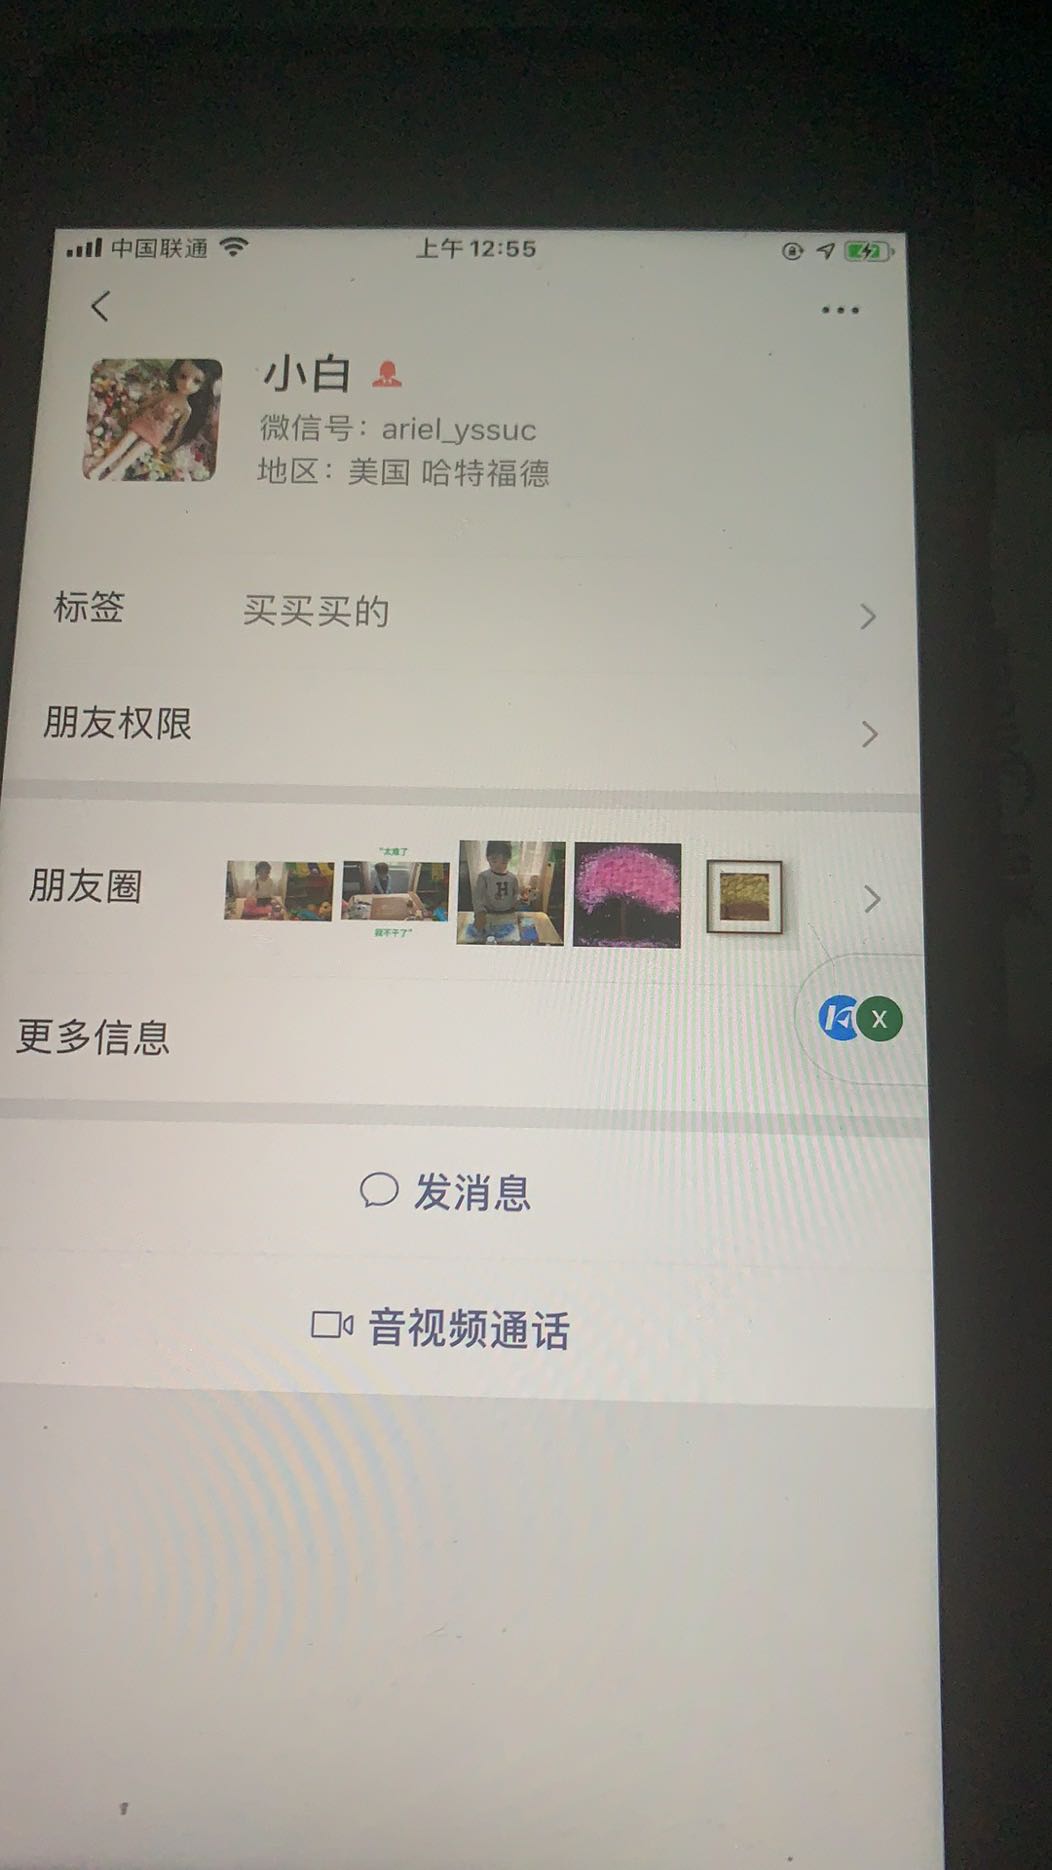 中国联通 上午12:55
小白
微信号：ariel_yssuc
地区：美国 哈特福德
标签 买买买的
朋友权限
朋友圈
"太难了
我不干了"
H
更多信息
X
发消息
音视频通话